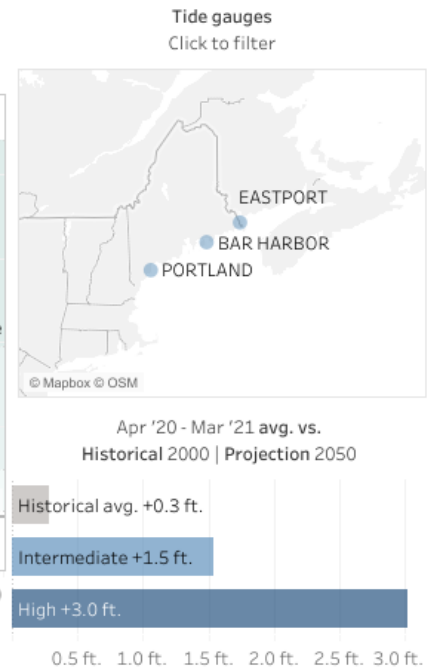 Tide gauges
Click to filter
EASTPORT
BAR HARBOR
PORTLAND
© Mapbox © OSM
Apr '20 - Mar '21 avg. vs.
Historical 2000 | Projection 2050
Historical avg. +0.3 ft.
Intermediate +1.5 ft.
High +3.0 ft.
0.5 ft. 1.0 ft. 1.5 ft. 2.0 ft. 2.5 ft. 3.0 ft.